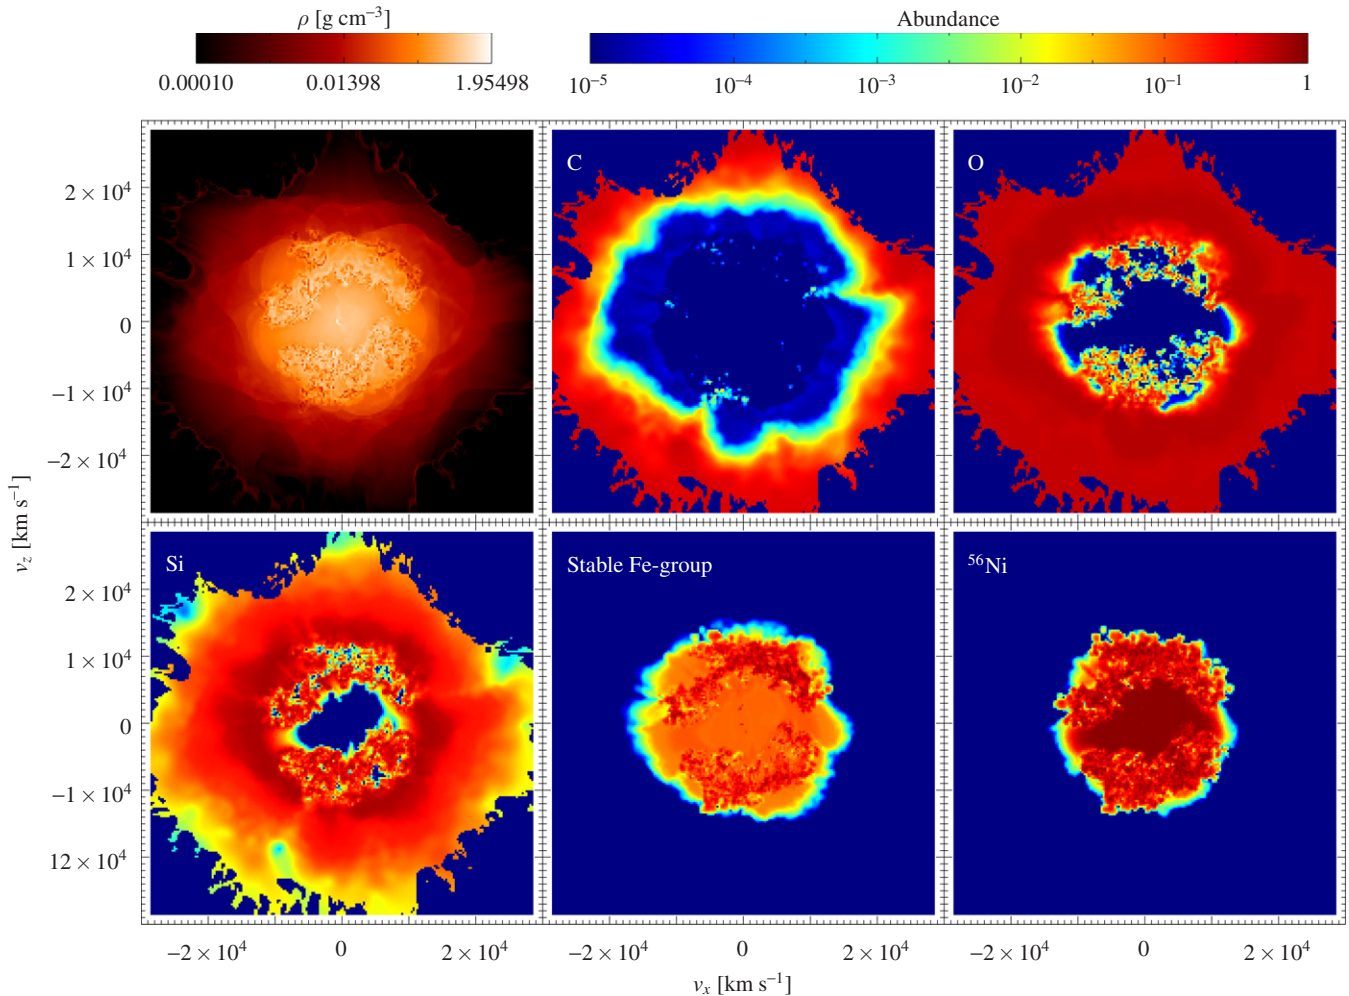 ρ [g cm⁻³]
Abundance
0.00010 0.01398 1.95498
10⁻⁵ 10⁻⁴ 10⁻³ 10⁻² 10⁻¹ 1
C
O
2 × 10⁴
1 × 10⁴
0
−1 × 10⁴
−2 × 10⁴
v_z [km s⁻¹]
Si
Stable Fe-group
⁵⁶Ni
2 × 10⁴
1 × 10⁴
0
−1 × 10⁴
12 × 10⁴
−2 × 10⁴ 0 2 × 10⁴ −2 × 10⁴ 0 2 × 10⁴ −2 × 10⁴ 0 2 × 10⁴
v_x [km s⁻¹]